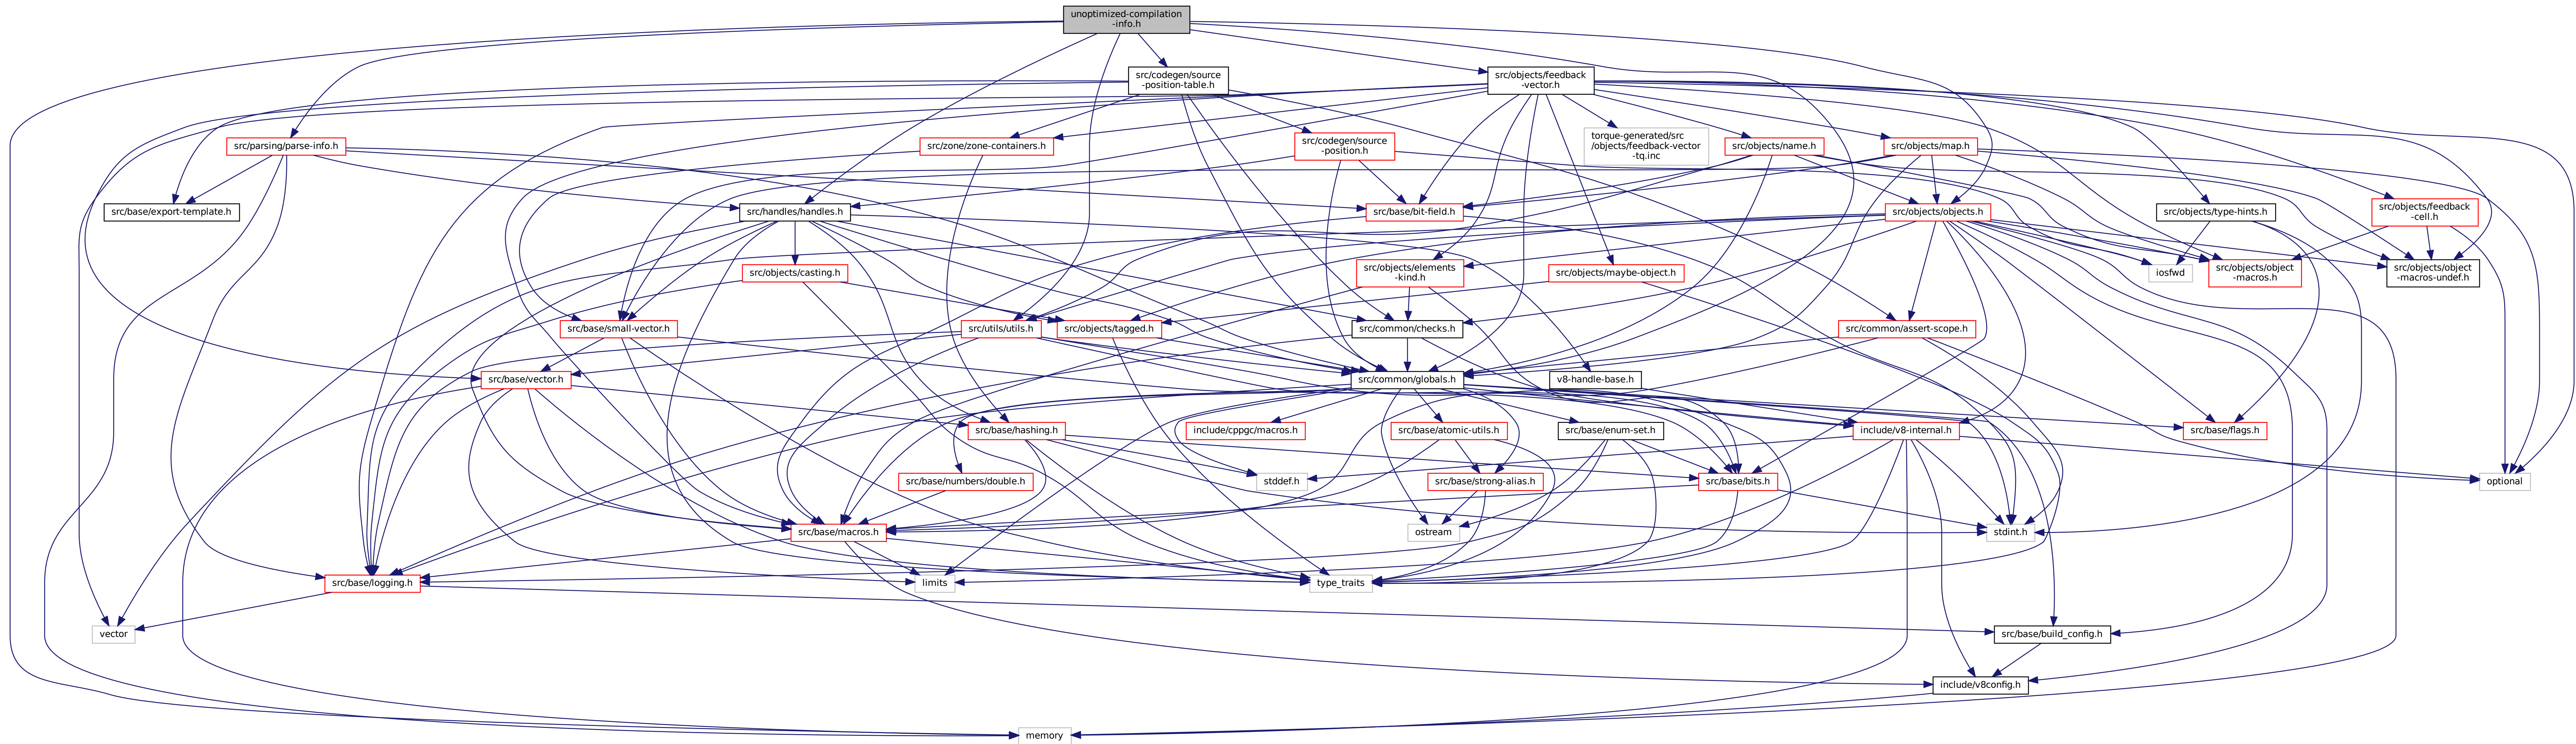 unoptimized-compilation
-info.h
src/codegen/source
-position-table.h
src/objects/feedback
-vector.h
src/parsing/parse-info.h
src/zone/zone-containers.h
src/codegen/source
-position.h
torque-generated/src
/objects/feedback-vector
-tq.inc
src/objects/name.h
src/objects/map.h
src/base/export-template.h
src/handles/handles.h
src/base/bit-field.h
src/objects/objects.h
src/objects/type-hints.h
src/objects/feedback
-cell.h
src/objects/casting.h
src/objects/elements
-kind.h
src/objects/maybe-object.h
iosfwd
src/objects/object
-macros.h
src/objects/object
-macros-undef.h
src/base/small-vector.h
src/utils/utils.h
src/objects/tagged.h
src/common/checks.h
src/common/assert-scope.h
src/base/vector.h
src/common/globals.h
v8-handle-base.h
src/base/hashing.h
include/cppgc/macros.h
src/base/atomic-utils.h
src/base/enum-set.h
include/v8-internal.h
src/base/flags.h
src/base/numbers/double.h
stddef.h
src/base/strong-alias.h
src/base/bits.h
optional
src/base/macros.h
ostream
stdint.h
src/base/logging.h
limits
type_traits
vector
src/base/build_config.h
include/v8config.h
memory